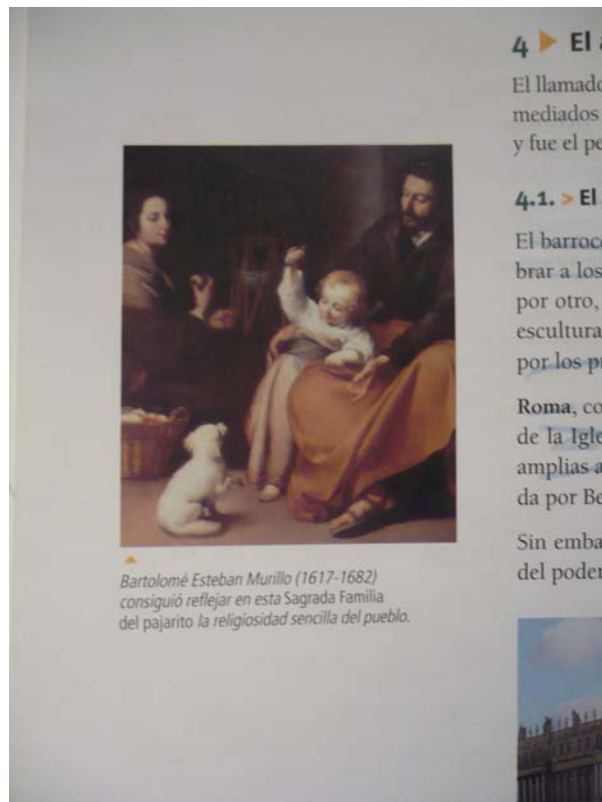 4 ▶ El
El llamado
mediados
y fue el
4.1. > El
El barroco
brar a los
por otro,
escultura
por los
Roma, co
de la Igle
amplias a
da por Be
Sin emba
del poder
Bartolomé Esteban Murillo (1617-1682)
consiguió reflejar en esta Sagrada Familia
del pajarito la religiosidad sencilla del pueblo.